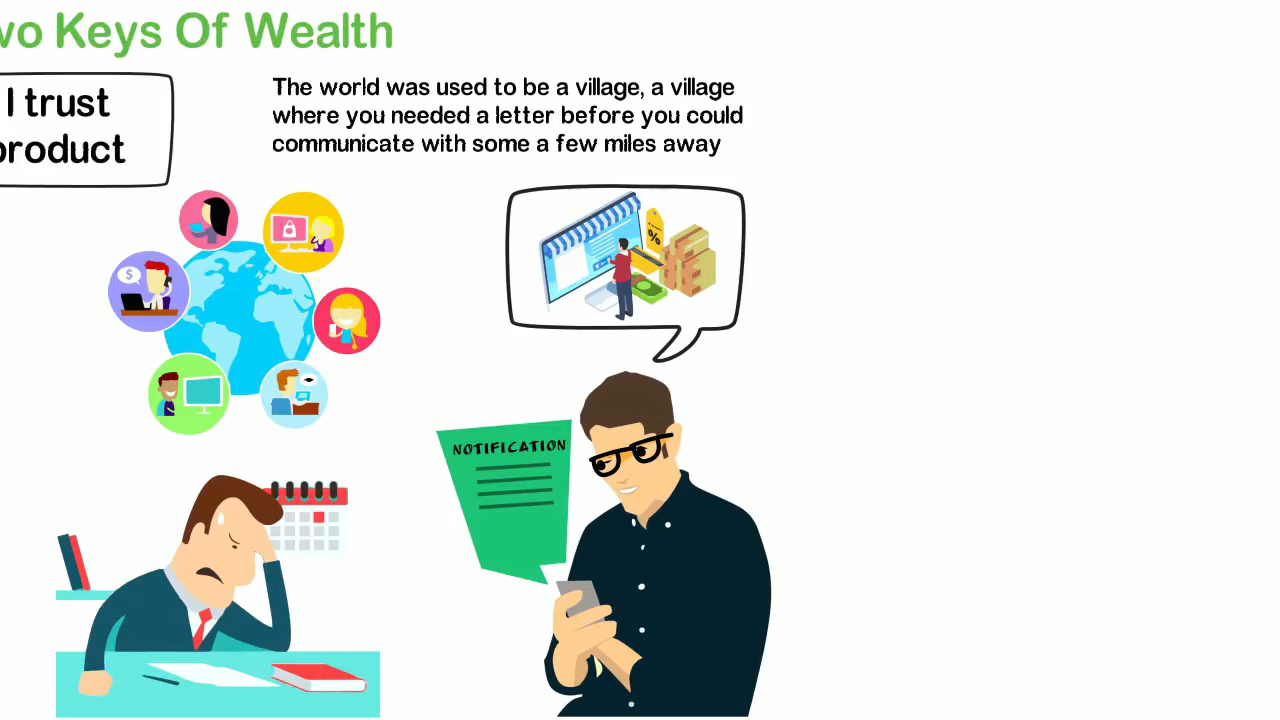 wo Keys Of Wealth
I trust
product
The world was used to be a village, a village
where you needed a letter before you could
communicate with some a few miles away
$
%
NOTIFICATION